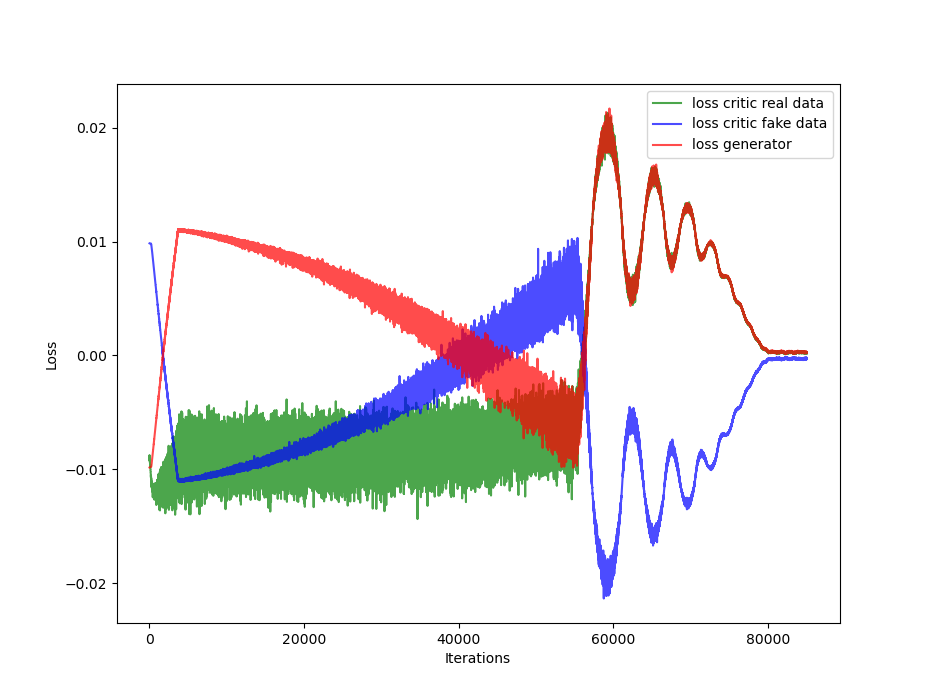 loss critic real data
loss critic fake data
loss generator
0.02
0.01
0.00
−0.01
−0.02
Loss
0
20000
40000
60000
80000
Iterations